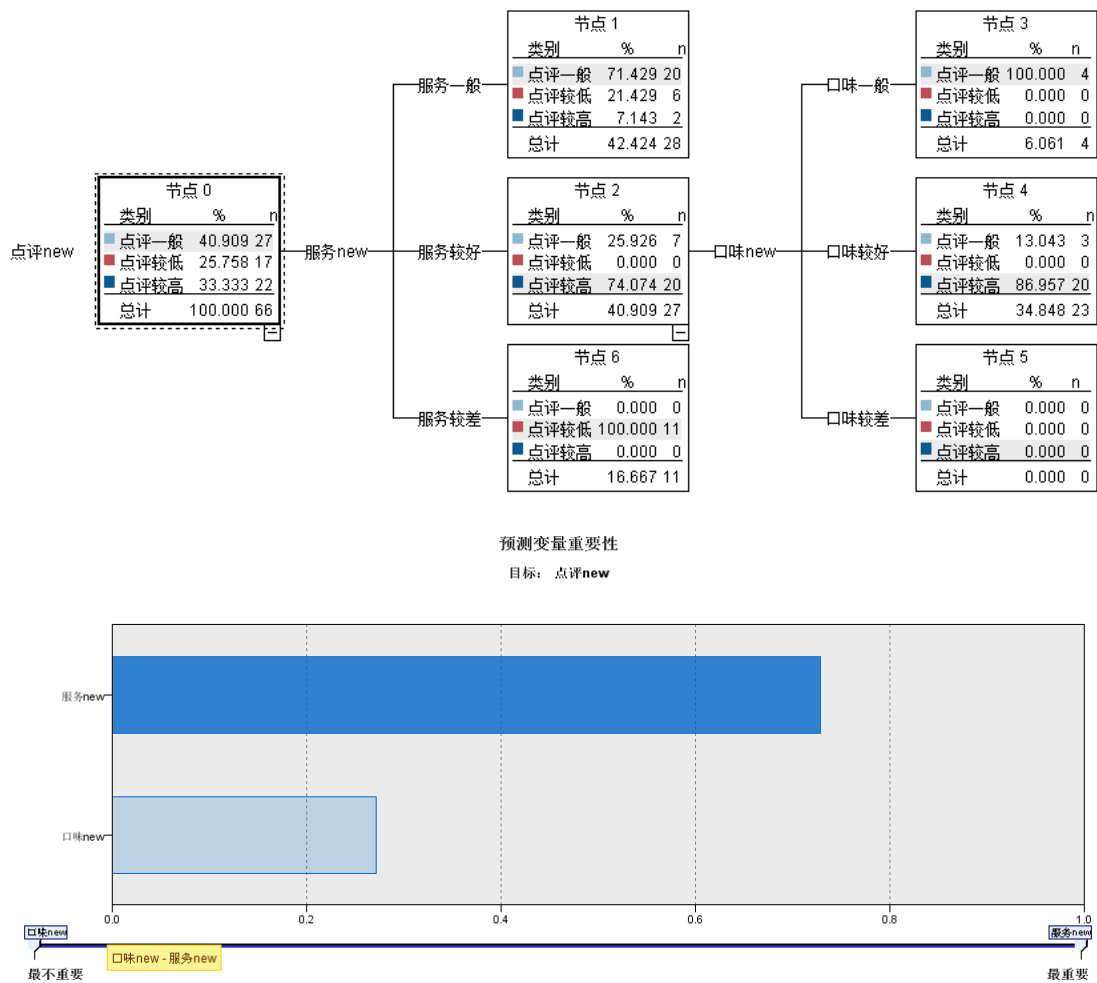 点评new
节点 0
类别 % n
点评一般 40.909 27
点评较低 25.758 17
点评较高 33.333 22
总计 100.000 66
服务new
服务一般
节点 1
类别 % n
点评一般 71.429 20
点评较低 21.429 6
点评较高 7.143 2
总计 42.424 28
服务较好
节点 2
类别 % n
点评一般 25.926 7
点评较低 0.000 0
点评较高 74.074 20
总计 40.909 27
服务较差
节点 6
类别 % n
点评一般 0.000 0
点评较低 100.000 11
点评较高 0.000 0
总计 16.667 11
口味new
口味一般
节点 3
类别 % n
点评一般 100.000 4
点评较低 0.000 0
点评较高 0.000 0
总计 6.061 4
口味较好
节点 4
类别 % n
点评一般 13.043 3
点评较低 0.000 0
点评较高 86.957 20
总计 34.848 23
口味较差
节点 5
类别 % n
点评一般 0.000 0
点评较低 0.000 0
点评较高 0.000 0
总计 0.000 0
预测变量重要性
目标： 点评new
服务new
口味new
0.0 0.2 0.4 0.6 0.8 1.0
口味new 服务new
口味new - 服务new
最不重要 最重要